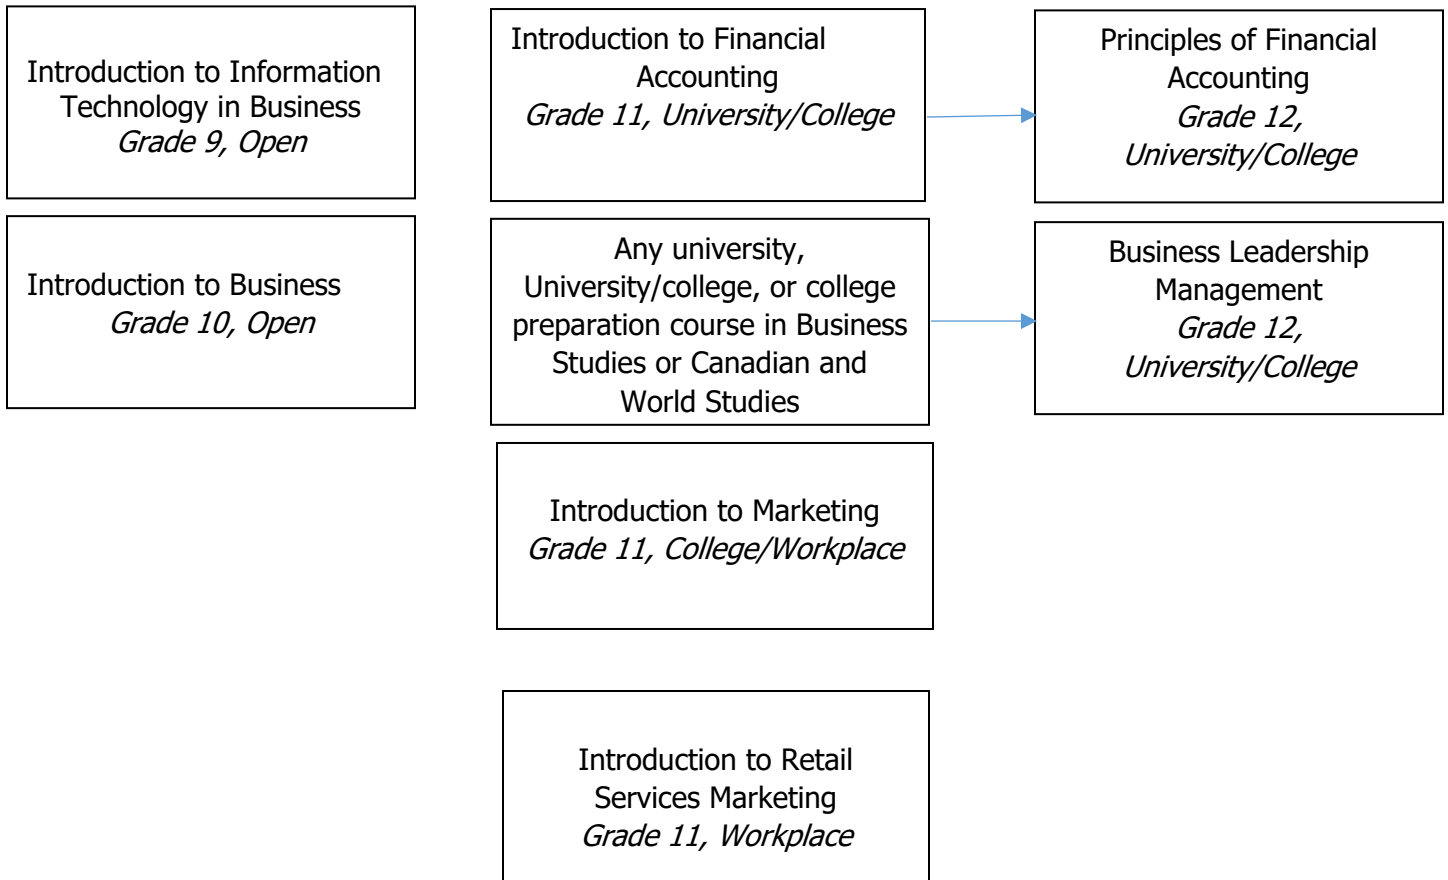 Introduction to Information
Technology in Business
Grade 9, Open
Introduction to Financial
Accounting
Grade 11, University/College
Principles of Financial
Accounting
Grade 12,
University/College
Introduction to Business
Grade 10, Open
Any university,
University/college, or college
preparation course in Business
Studies or Canadian and
World Studies
Business Leadership
Management
Grade 12,
University/College
Introduction to Marketing
Grade 11, College/Workplace
Introduction to Retail
Services Marketing
Grade 11, Workplace